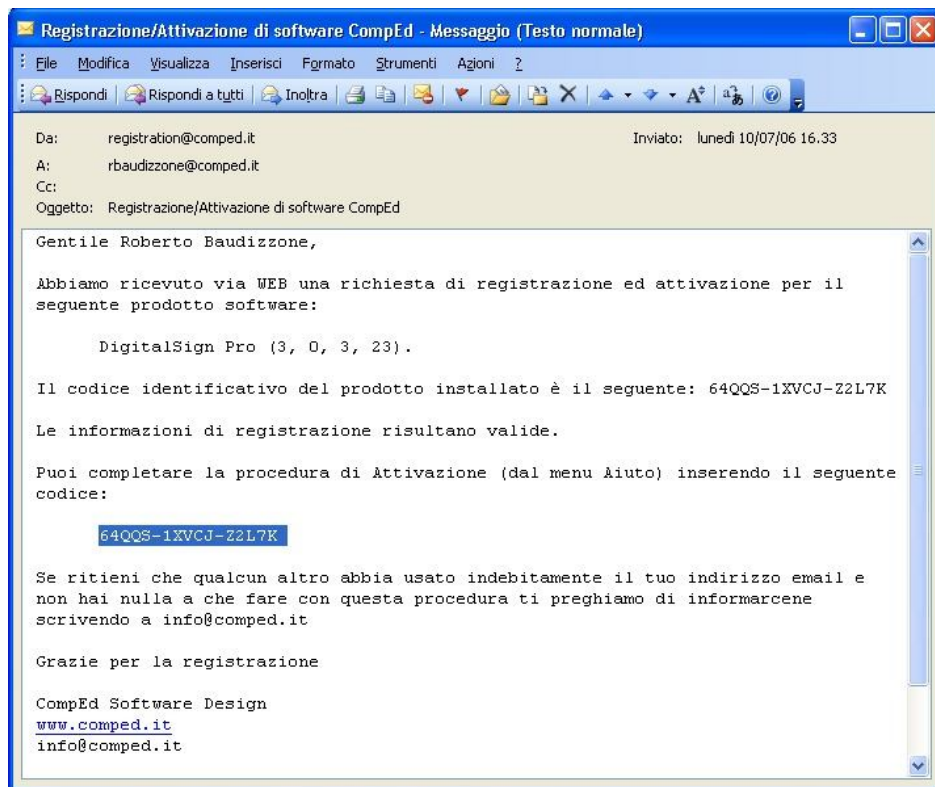 Registrazione/Attivazione di software CompEd - Messaggio (Testo normale)
File Modifica Visualizza Inserisci Formato Strumenti Azioni ?
Rispondi Rispondi a tutti Inoltra
Da: registration@comped.it Inviato: lunedì 10/07/06 16.33
A: rbaudizzone@comped.it
Cc:
Oggetto: Registrazione/Attivazione di software CompEd
Gentile Roberto Baudizzone,
Abbiamo ricevuto via WEB una richiesta di registrazione ed attivazione per il
seguente prodotto software:
DigitalSign Pro (3, 0, 3, 23).
Il codice identificativo del prodotto installato è il seguente: 64QQS-1XVCJ-Z2L7K
Le informazioni di registrazione risultano valide.
Puoi completare la procedura di Attivazione (dal menu Aiuto) inserendo il seguente
codice:
64QQS-1XVCJ-Z2L7K
Se ritieni che qualcun altro abbia usato indebitamente il tuo indirizzo email e
non hai nulla a che fare con questa procedura ti preghiamo di informarcene
scrivendo a info@comped.it
Grazie per la registrazione
CompEd Software Design
www.comped.it
info@comped.it